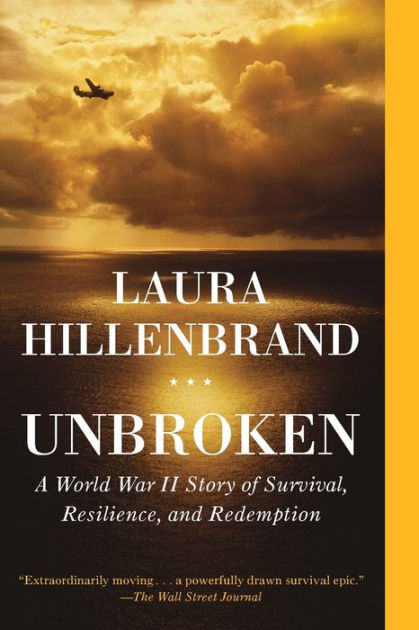 LAURA
HILLENBRAND
★ ★ ★
UNBROKEN
A World War II Story of Survival,
Resilience, and Redemption
“Extraordinarily moving . . . a powerfully drawn survival epic.”
—The Wall Street Journal